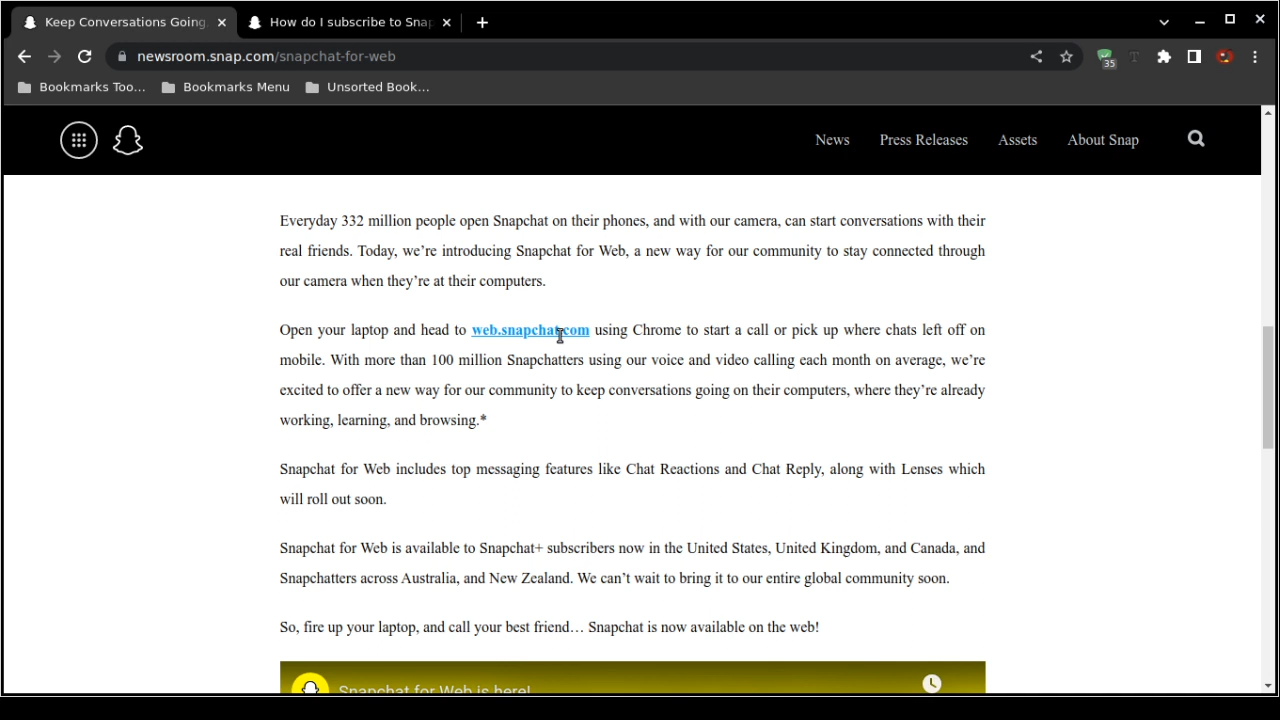 Keep Conversations Going
How do I subscribe to Snap
newsroom.snap.com/snapchat-for-web
35
Bookmarks Too...
Bookmarks Menu
Unsorted Book...
News
Press Releases
Assets
About Snap
Everyday 332 million people open Snapchat on their phones, and with our camera, can start conversations with their
real friends. Today, we’re introducing Snapchat for Web, a new way for our community to stay connected through
our camera when they’re at their computers.
Open your laptop and head to web.snapchat.com using Chrome to start a call or pick up where chats left off on
mobile. With more than 100 million Snapchatters using our voice and video calling each month on average, we’re
excited to offer a new way for our community to keep conversations going on their computers, where they’re already
working, learning, and browsing.*
Snapchat for Web includes top messaging features like Chat Reactions and Chat Reply, along with Lenses which
will roll out soon.
Snapchat for Web is available to Snapchat+ subscribers now in the United States, United Kingdom, and Canada, and
Snapchatters across Australia, and New Zealand. We can’t wait to bring it to our entire global community soon.
So, fire up your laptop, and call your best friend… Snapchat is now available on the web!
Snapchat for Web is here!